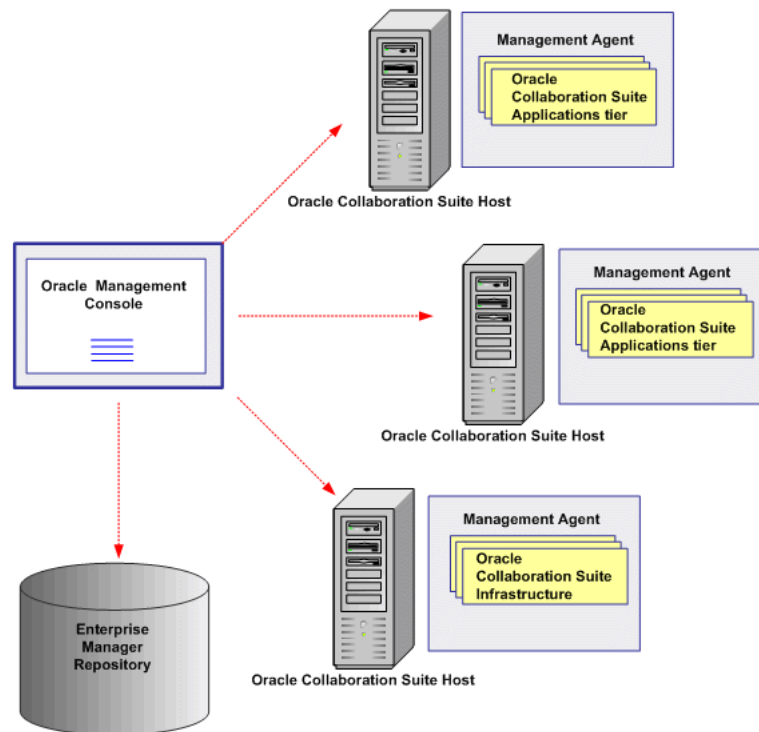 Management Agent
Oracle
Collaboration Suite
Applications tier
Oracle Collaboration Suite Host
Oracle Management
Console
Management Agent
Oracle
Collaboration Suite
Applications tier
Oracle Collaboration Suite Host
Management Agent
Oracle
Collaboration Suite
Infrastructure
Oracle Collaboration Suite Host
Enterprise
Manager
Repository